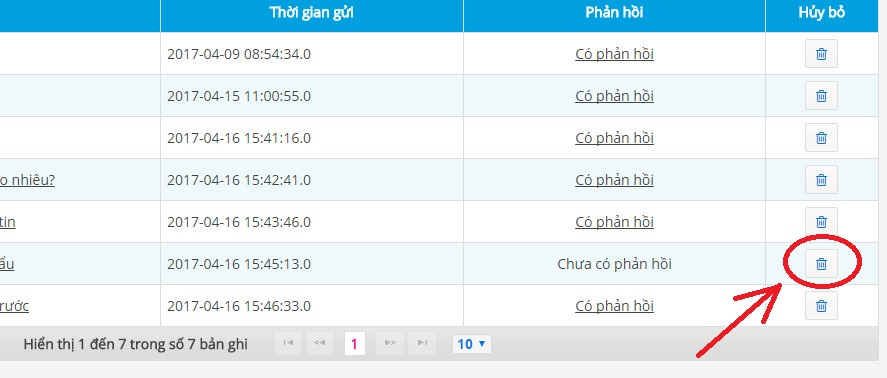 Thời gian gửi Phản hồi Hủy bỏ
2017-04-09 08:54:34.0 Có phản hồi
2017-04-15 11:00:55.0 Có phản hồi
2017-04-16 15:41:16.0 Có phản hồi
o nhiêu? 2017-04-16 15:42:41.0 Có phản hồi
tin 2017-04-16 15:43:46.0 Có phản hồi
ẩu 2017-04-16 15:45:13.0 Chưa có phản hồi
rước 2017-04-16 15:46:33.0 Có phản hồi
Hiển thị 1 đến 7 trong số 7 bản ghi 1 10